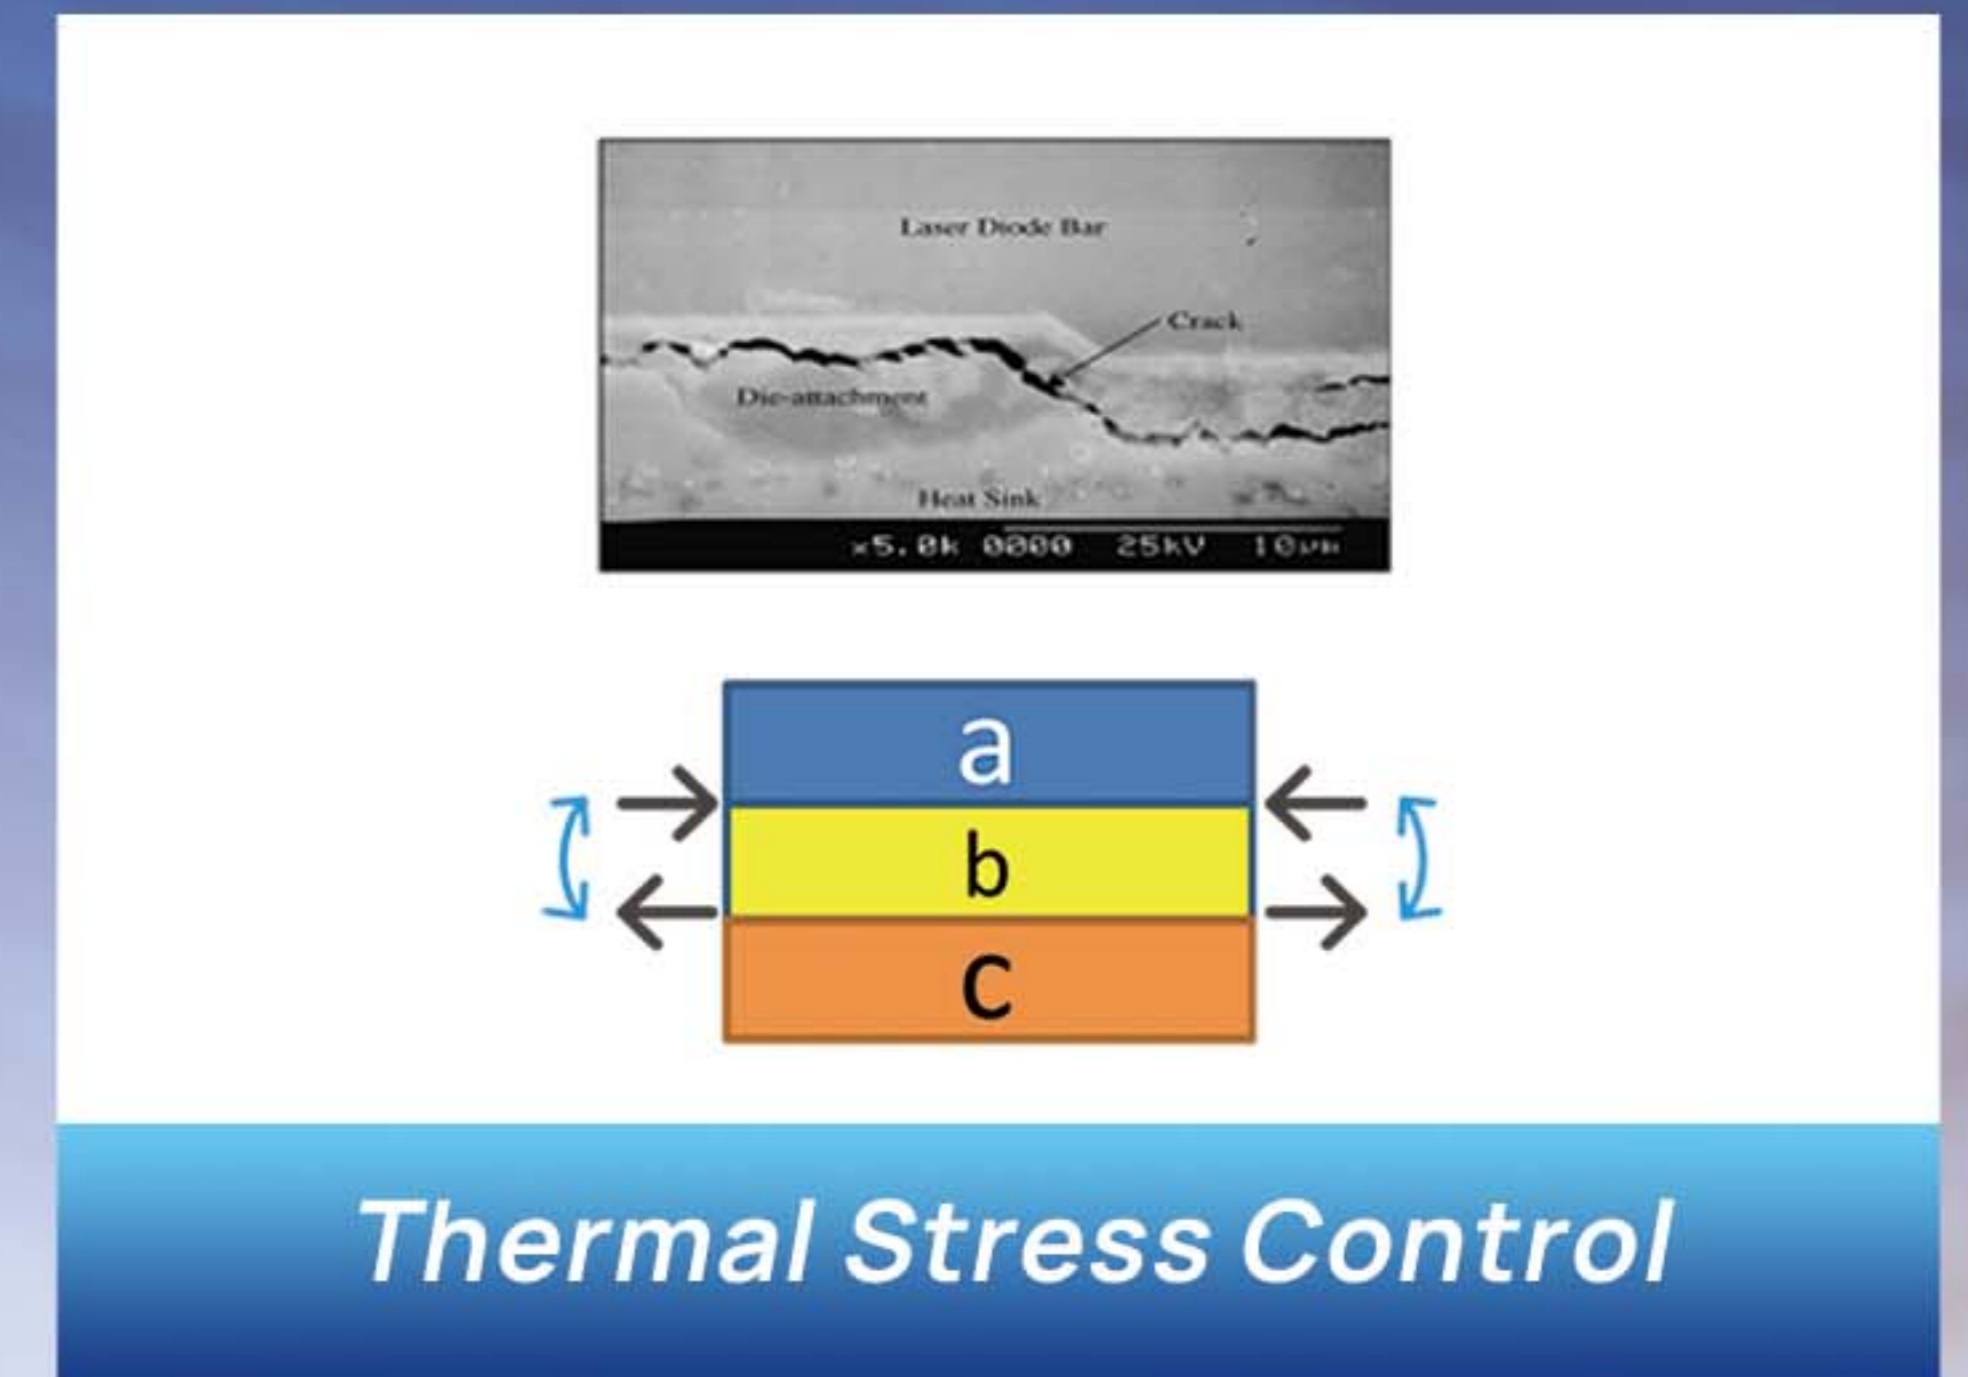 Laser Diode Bar
Crack
Die-attachment
Heat Sink
x5.0k 0000 25kV 10μm
a
b
c
Thermal Stress Control